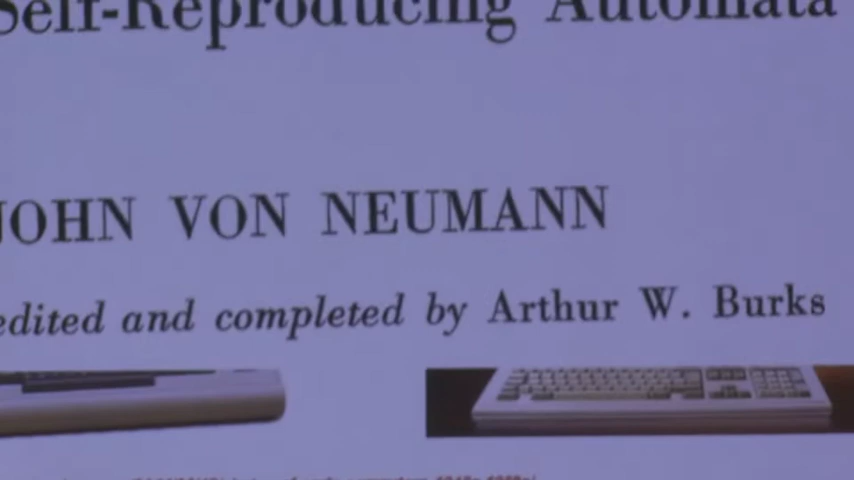 Self-Reproducing Automata
JOHN VON NEUMANN
edited and completed by Arthur W. Burks